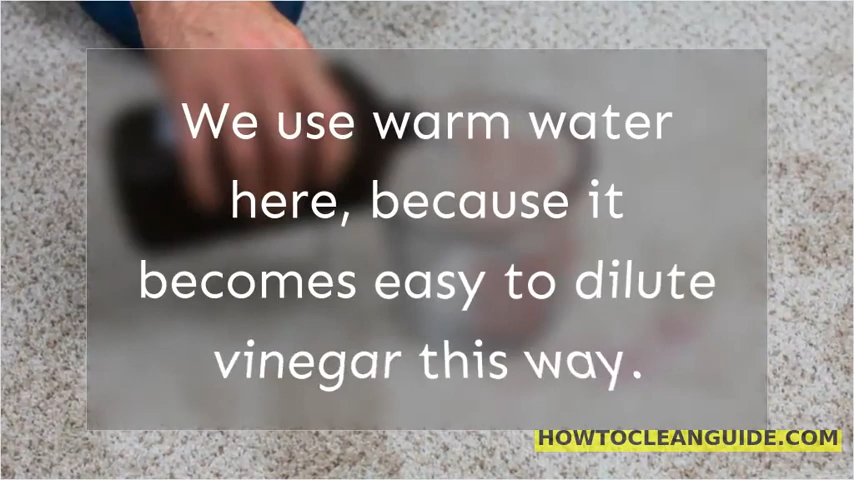 We use warm water
here, because it
becomes easy to dilute
vinegar this way.
HOWTOCLEANGUIDE.COM